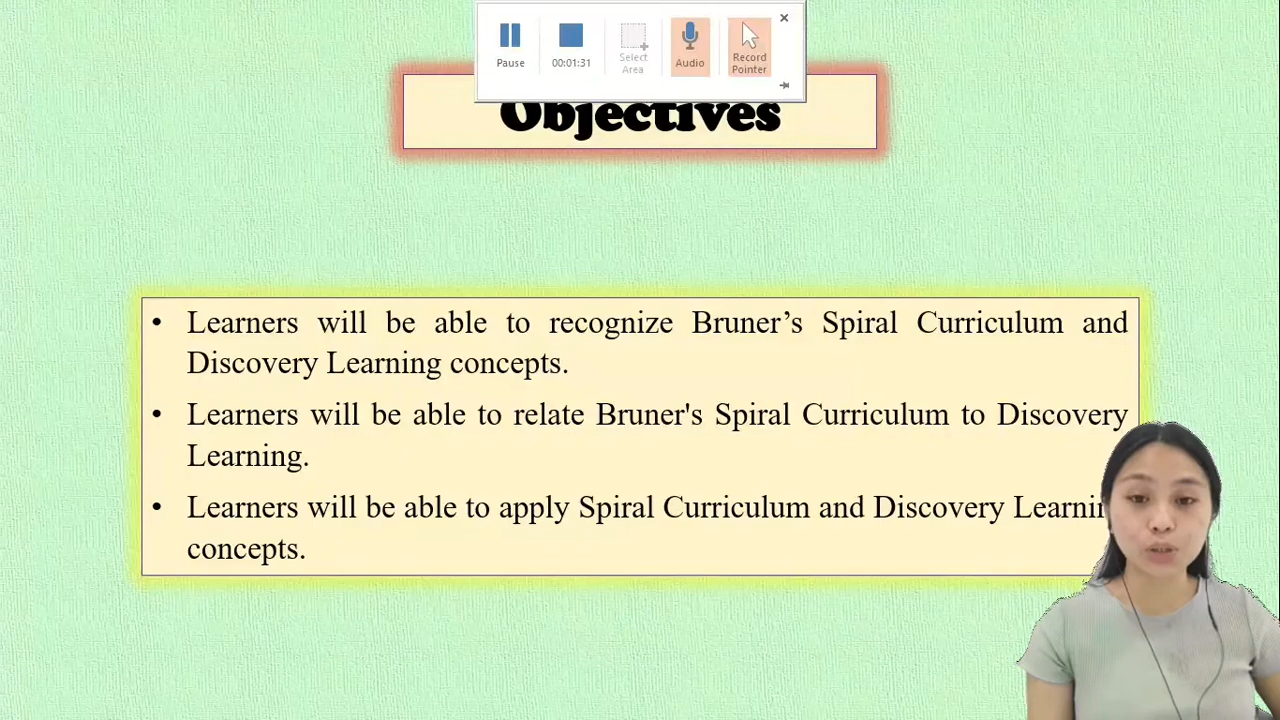 Pause
00:01:31
Select
Area
Audio
Record
Pointer
Objectives
• Learners will be able to recognize Bruner’s Spiral Curriculum and
Discovery Learning concepts.
• Learners will be able to relate Bruner's Spiral Curriculum to Discovery
Learning.
• Learners will be able to apply Spiral Curriculum and Discovery Learnin
concepts.